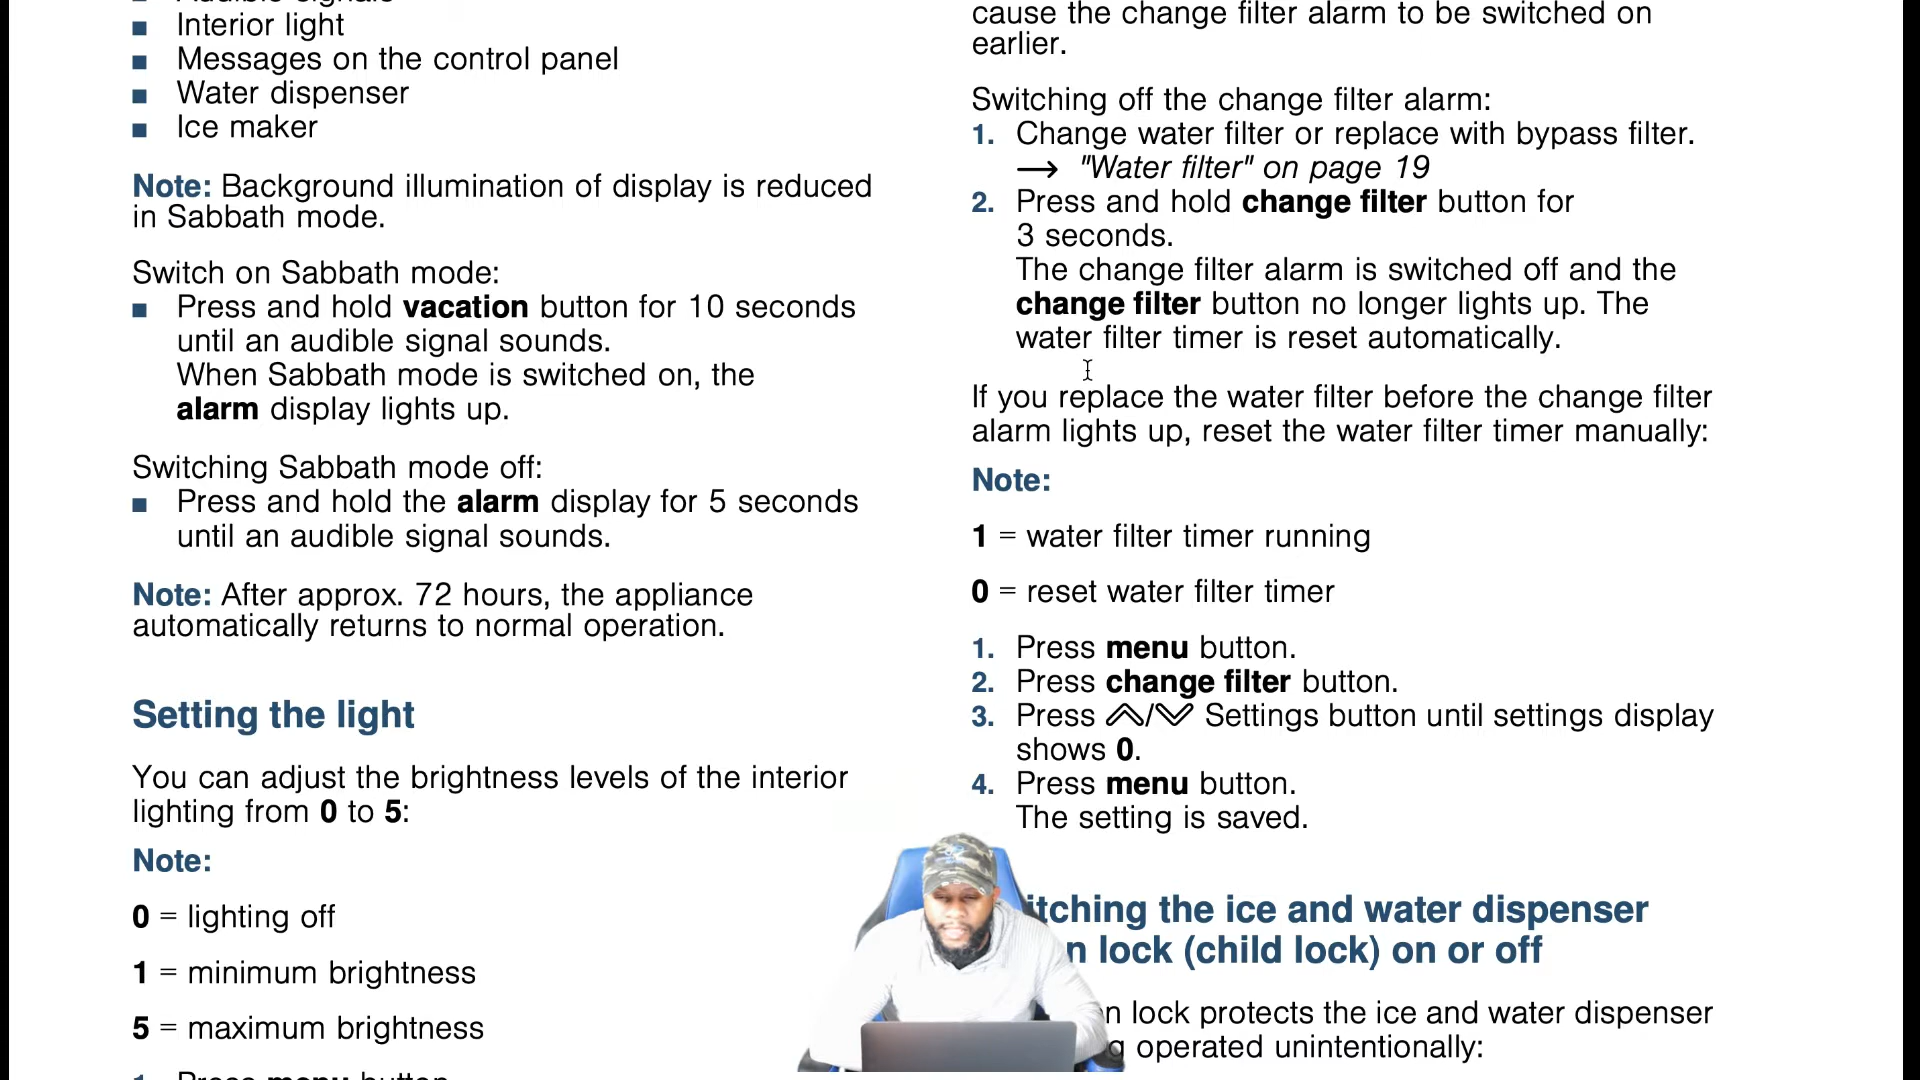 Audible signals
Interior light
Messages on the control panel
Water dispenser
Ice maker
Note: Background illumination of display is reduced
in Sabbath mode.
Switch on Sabbath mode:
Press and hold vacation button for 10 seconds
until an audible signal sounds.
When Sabbath mode is switched on, the
alarm display lights up.
Switching Sabbath mode off:
Press and hold the alarm display for 5 seconds
until an audible signal sounds.
Note: After approx. 72 hours, the appliance
automatically returns to normal operation.
Setting the light
You can adjust the brightness levels of the interior
lighting from 0 to 5:
Note:
0 = lighting off
1 = minimum brightness
5 = maximum brightness
1. Press menu button
cause the change filter alarm to be switched on
earlier.
Switching off the change filter alarm:
1. Change water filter or replace with bypass filter.
→ "Water filter" on page 19
2. Press and hold change filter button for
3 seconds.
The change filter alarm is switched off and the
change filter button no longer lights up. The
water filter timer is reset automatically.
If you replace the water filter before the change filter
alarm lights up, reset the water filter timer manually:
Note:
1 = water filter timer running
0 = reset water filter timer
1. Press menu button.
2. Press change filter button.
3. Press ︽/︾ Settings button until settings display
shows 0.
4. Press menu button.
The setting is saved.
itching the ice and water dispenser
n lock (child lock) on or off
n lock protects the ice and water dispenser
g operated unintentionally: